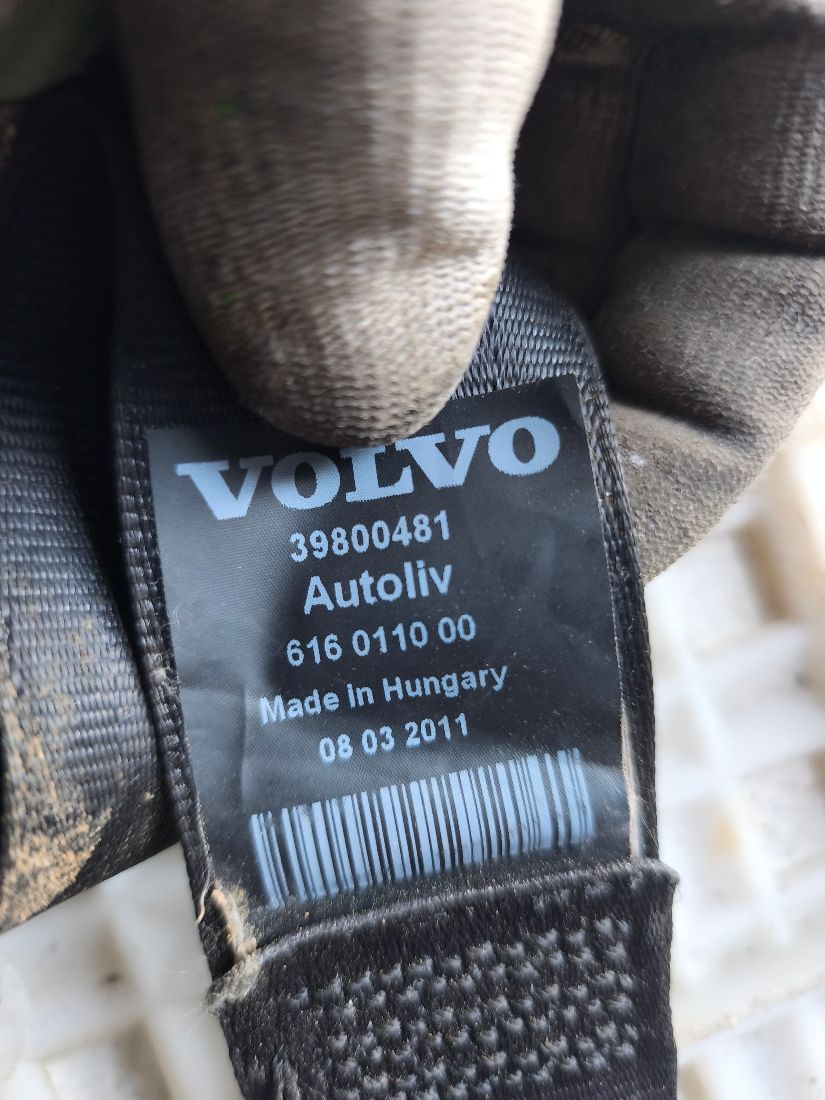 VOLVO
39800481
Autoliv
616 0110 00
Made In Hungary
08 03 2011